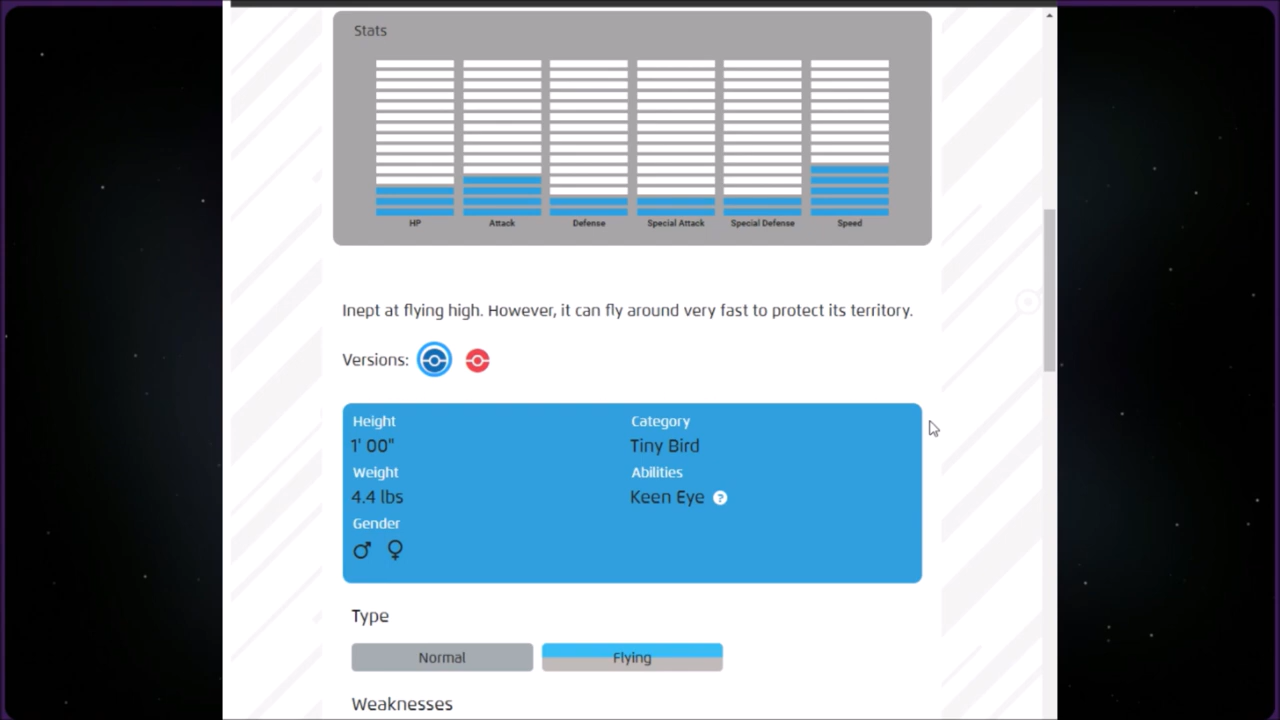 Stats
HP Attack Defense Special Attack Special Defense Speed
Inept at flying high. However, it can fly around very fast to protect its territory.
Versions:
Height
1' 00"
Weight
4.4 lbs
Gender
♂ ♀
Category
Tiny Bird
Abilities
Keen Eye ?
Type
Normal Flying
Weaknesses